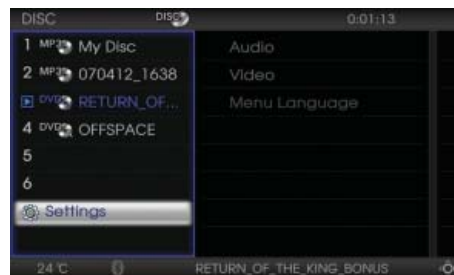 DISC DISC 0:01:13
1 MP3 My Disc
2 MP3 070412_1638
DVD RETURN_OF...
4 DVD OFFSPACE
5
6
Settings
Audio
Video
Menu Language
24°C RETURN_OF_THE_KING_BONUS